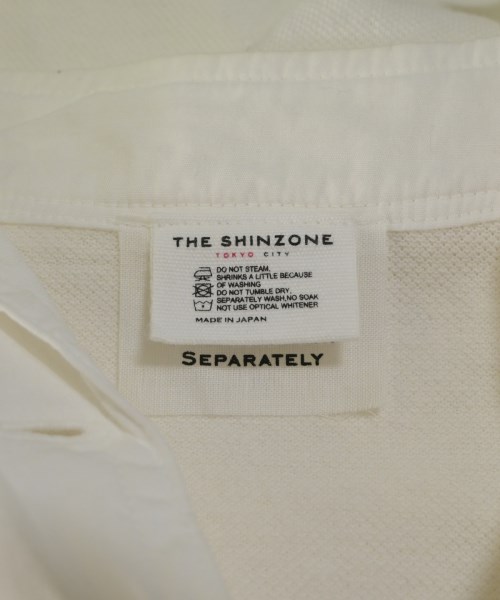 THE SHINZONE
TOKYO CITY
DO NOT STEAM,
SHRINKS A LITTLE BECAUSE
OF WASHING
DO NOT TUMBLE DRY,
SEPARATELY WASH,NO SOAK
NOT USE OPTICAL WHITENER
MADE IN JAPAN
SEPARATELY